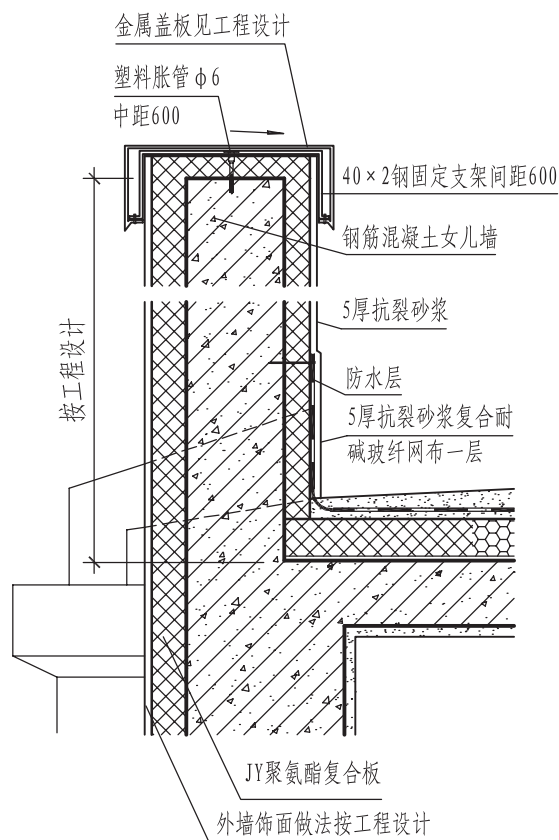 金属盖板见工程设计
塑料胀管φ6
中距600
40×2钢固定支架间距600
钢筋混凝土女儿墙
5厚抗裂砂浆
按工程设计
防水层
5厚抗裂砂浆复合耐
碱玻纤网布一层
JY聚氨酯复合板
外墙饰面做法按工程设计